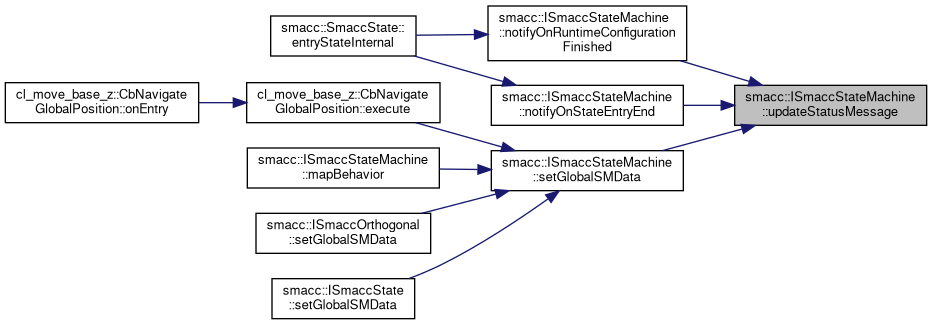 smacc::SmaccState::
entryStateInternal
smacc::ISmaccStateMachine
::notifyOnRuntimeConfiguration
Finished
cl_move_base_z::CbNavigate
GlobalPosition::onEntry
cl_move_base_z::CbNavigate
GlobalPosition::execute
smacc::ISmaccStateMachine
::notifyOnStateEntryEnd
smacc::ISmaccStateMachine
::updateStatusMessage
smacc::ISmaccStateMachine
::mapBehavior
smacc::ISmaccStateMachine
::setGlobalSMData
smacc::ISmaccOrthogonal
::setGlobalSMData
smacc::ISmaccState
::setGlobalSMData